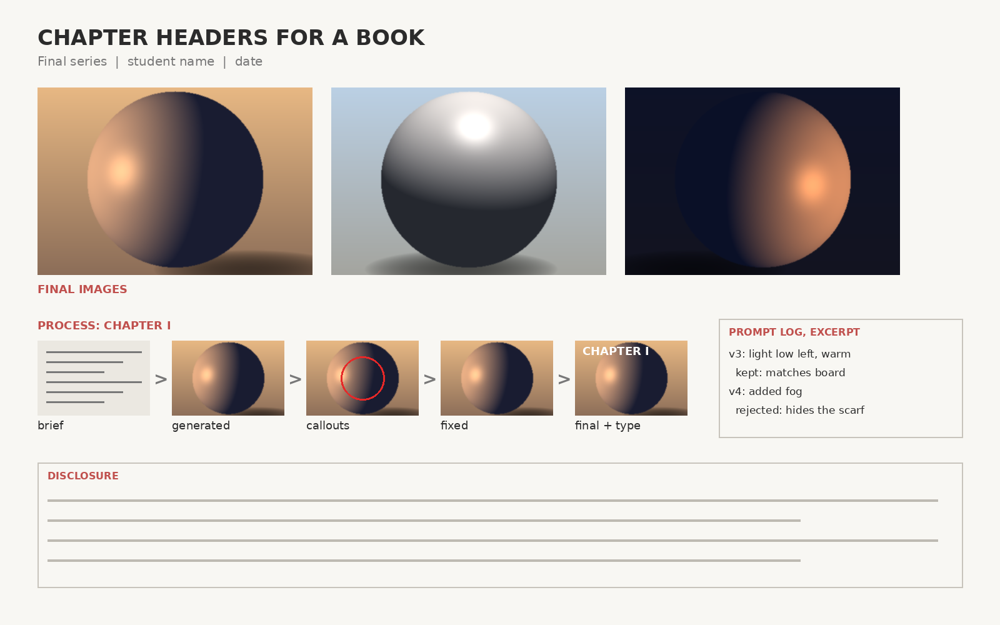 CHAPTER HEADERS FOR A BOOK
Final series | student name | date
FINAL IMAGES
PROCESS: CHAPTER I
>
>
>
>
CHAPTER I
brief
generated
callouts
fixed
final + type
PROMPT LOG, EXCERPT
v3: light low left, warm
kept: matches board
v4: added fog
rejected: hides the scarf
DISCLOSURE